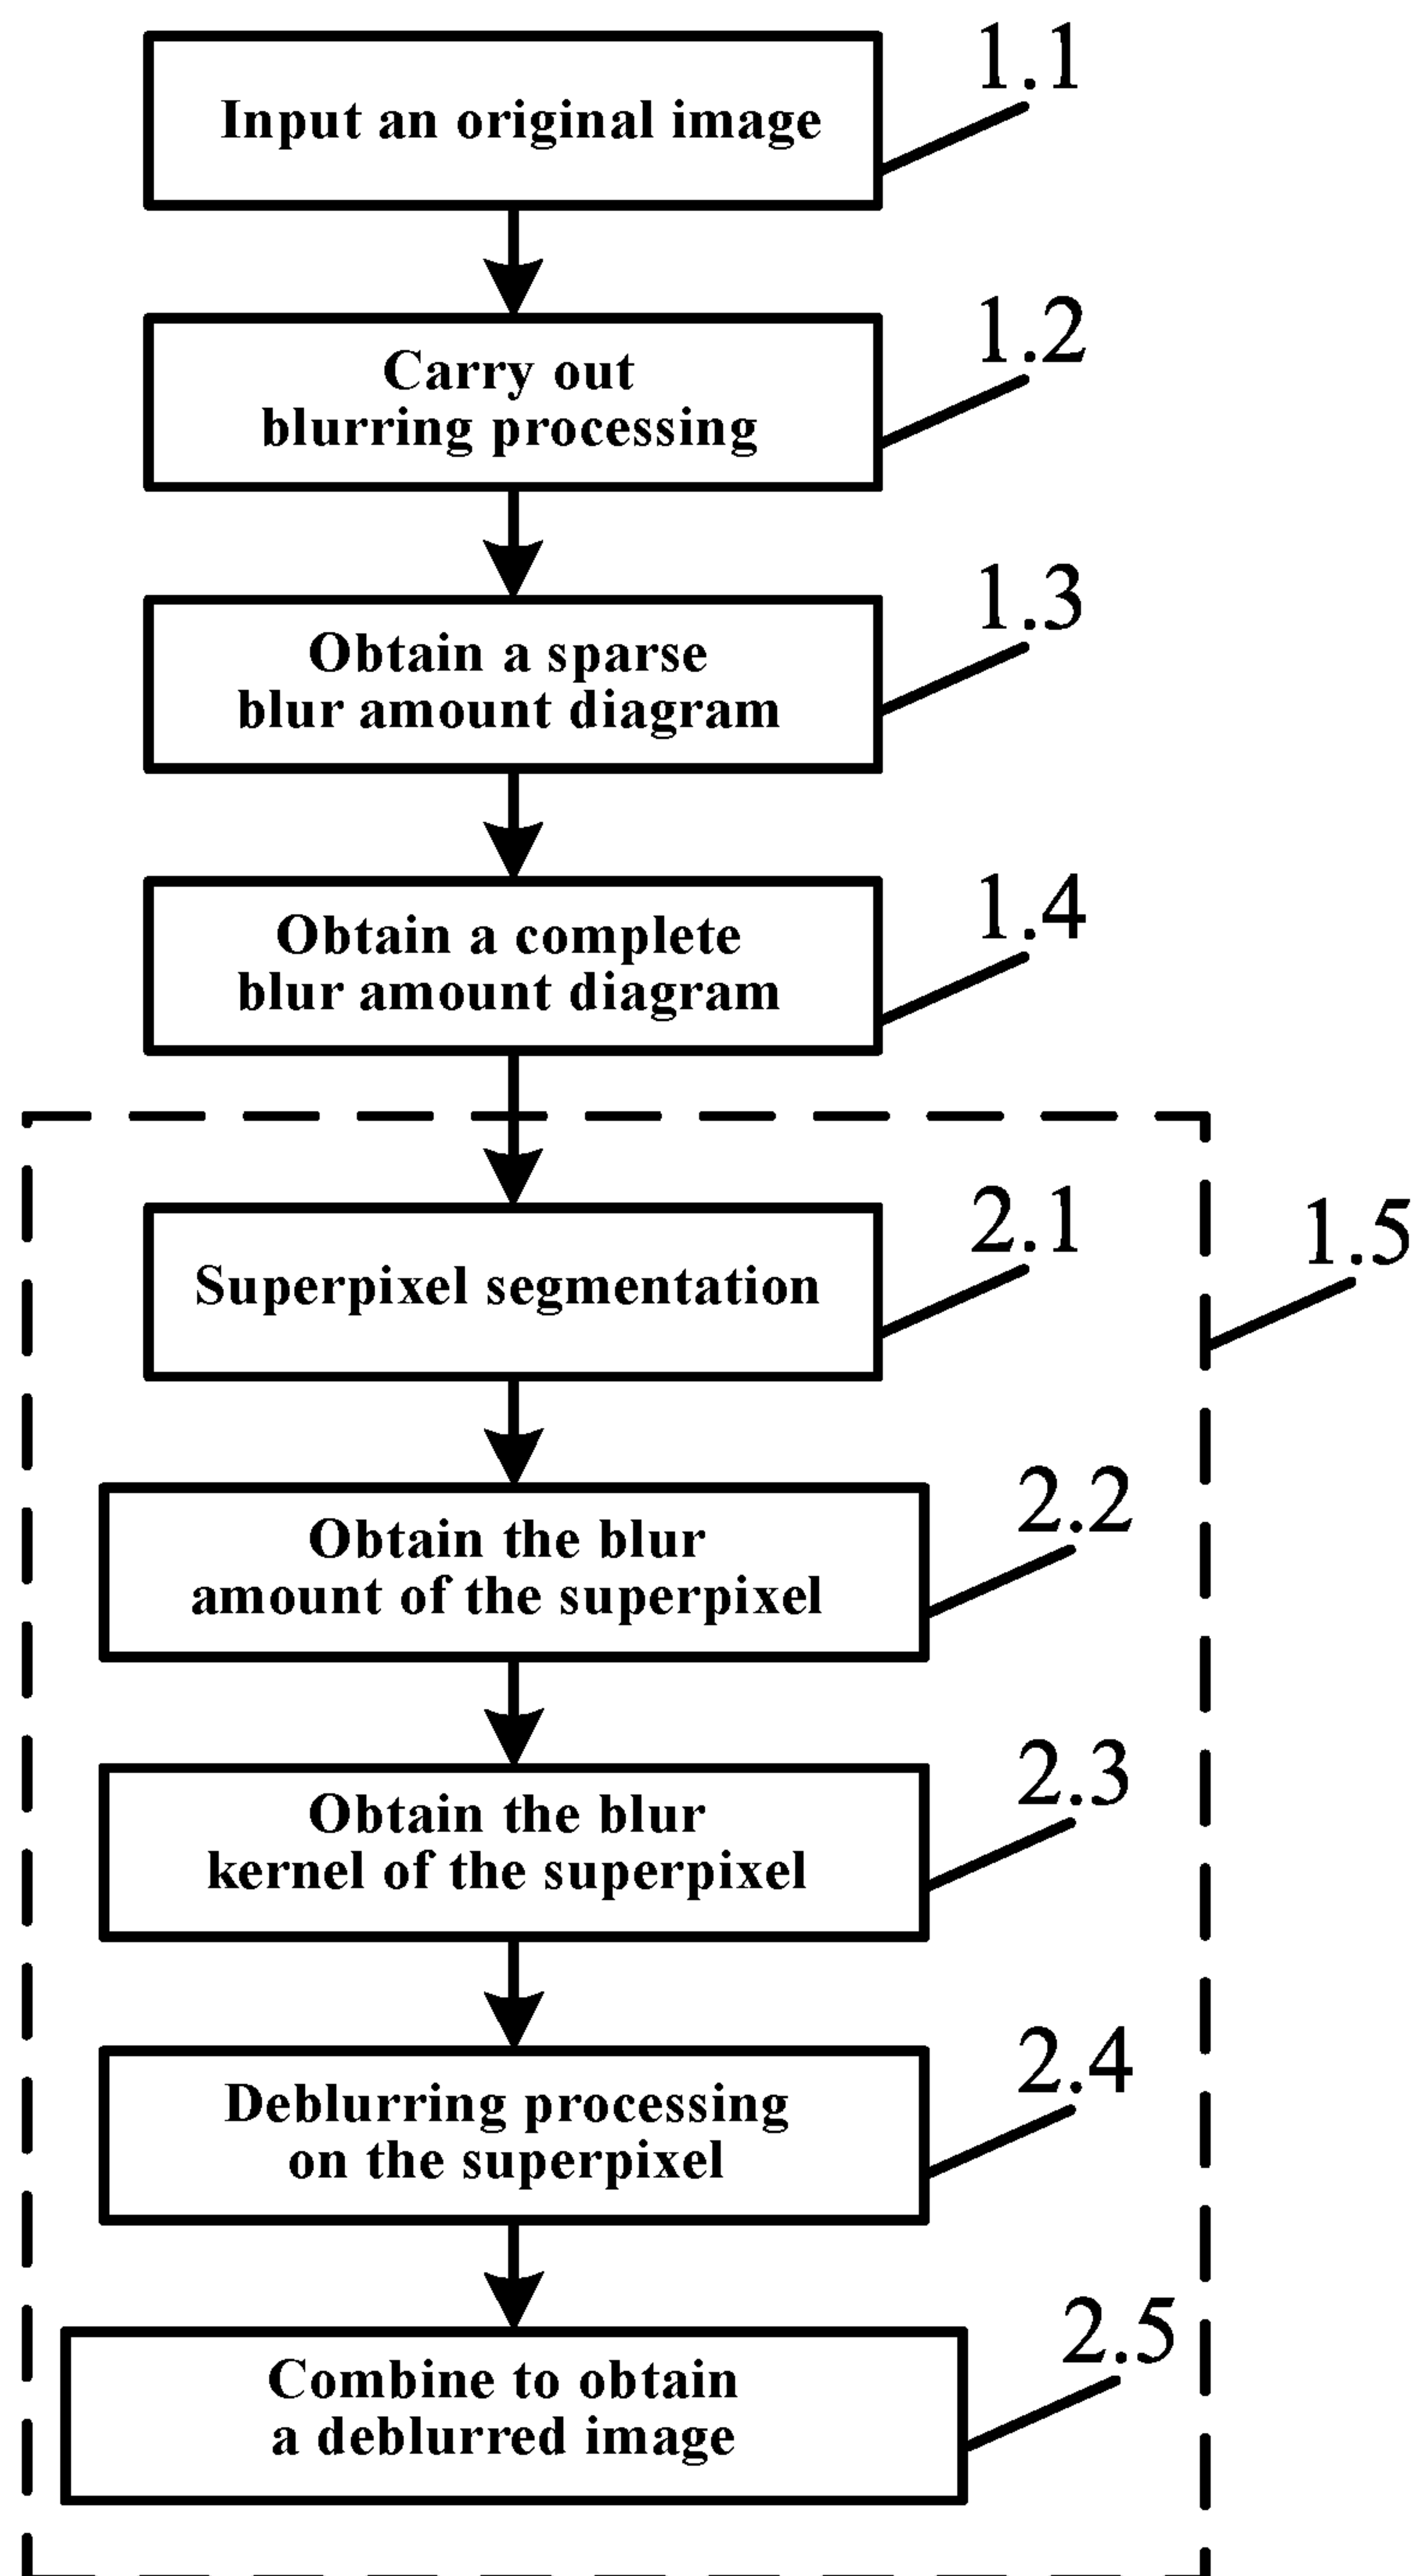 1.1
Input an original image
1.2
Carry out
blurring processing
1.3
Obtain a sparse
blur amount diagram
1.4
Obtain a complete
blur amount diagram
2.1
1.5
Superpixel segmentation
2.2
Obtain the blur
amount of the superpixel
2.3
Obtain the blur
kernel of the superpixel
2.4
Deblurring processing
on the superpixel
2.5
Combine to obtain
a deblurred image